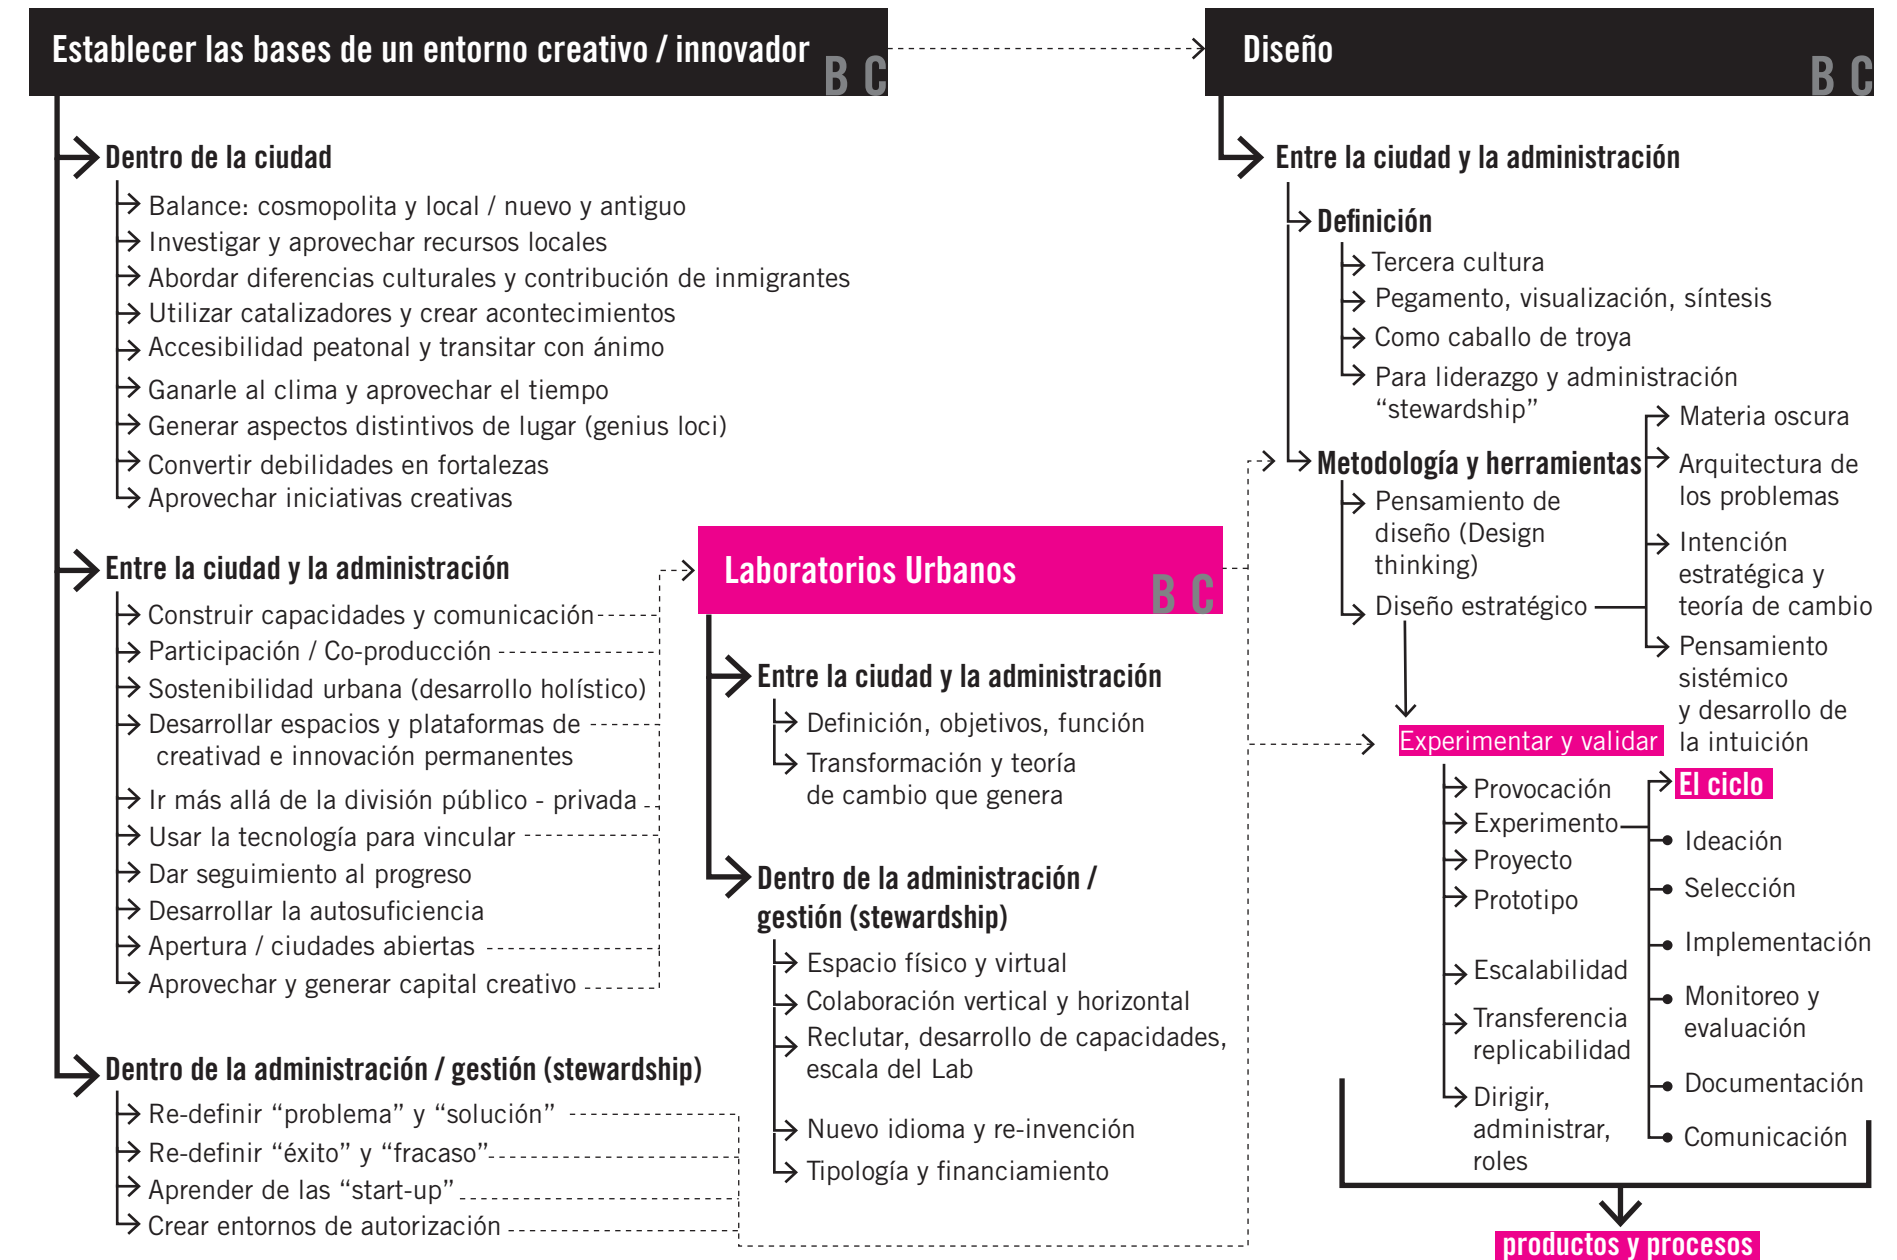 Establecer las bases de un entorno creativo / innovador
B C
Dentro de la ciudad
Balance: cosmopolita y local / nuevo y antiguo
Investigar y aprovechar recursos locales
Abordar diferencias culturales y contribución de inmigrantes
Utilizar catalizadores y crear acontecimientos
Accesibilidad peatonal y transitar con ánimo
Ganarle al clima y aprovechar el tiempo
Generar aspectos distintivos de lugar (genius loci)
Convertir debilidades en fortalezas
Aprovechar iniciativas creativas
Entre la ciudad y la administración
Construir capacidades y comunicación
Participación / Co-producción
Sostenibilidad urbana (desarrollo holístico)
Desarrollar espacios y plataformas de
creativad e innovación permanentes
Ir más allá de la división público - privada
Usar la tecnología para vincular
Dar seguimiento al progreso
Desarrollar la autosuficiencia
Apertura / ciudades abiertas
Aprovechar y generar capital creativo
Dentro de la administración / gestión (stewardship)
Re-definir “problema” y “solución”
Re-definir “éxito” y “fracaso”
Aprender de las “start-up”
Crear entornos de autorización
Laboratorios Urbanos
B C
Entre la ciudad y la administración
Definición, objetivos, función
Transformación y teoría
de cambio que genera
Dentro de la administración /
gestión (stewardship)
Espacio físico y virtual
Colaboración vertical y horizontal
Reclutar, desarrollo de capacidades,
escala del Lab
Nuevo idioma y re-invención
Tipología y financiamiento
Diseño
B C
Entre la ciudad y la administración
Definición
Tercera cultura
Pegamento, visualización, síntesis
Como caballo de troya
Para liderazgo y administración
“stewardship”
Metodología y herramientas
Pensamiento de
diseño (Design
thinking)
Diseño estratégico
Materia oscura
Arquitectura de
los problemas
Intención
estratégica y
teoría de cambio
Pensamiento
sistémico
y desarrollo de
la intuición
Experimentar y validar
Provocación
Experimento
Proyecto
Prototipo
Escalabilidad
Transferencia
replicabilidad
Dirigir,
administrar,
roles
El ciclo
Ideación
Selección
Implementación
Monitoreo y
evaluación
Documentación
Comunicación
productos y procesos